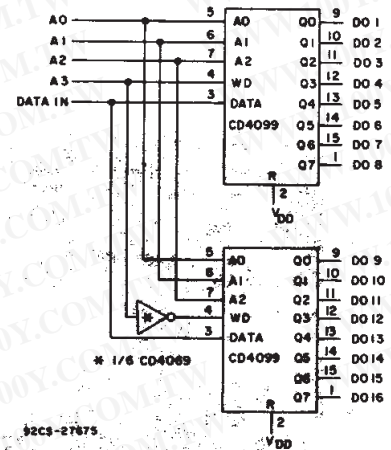 A0 5 A0 Q0 9 DO 1
A1 6 A1 Q1 10 DO 2
A2 7 A2 Q2 11 DO 3
A3 4 WD Q3 12 DO 4
DATA IN 3 DATA Q4 13 DO 5
CD4099 Q5 14 DO 6
Q6 15 DO 7
Q7 1 DO 8
R
2
VDD
5 A0 Q0 9 DO 9
6 A1 Q1 10 DO 10
7 A2 Q2 11 DO 11
* 4 WD Q3 12 DO 12
3 DATA Q4 13 DO 13
* 1/6 CD4069 CD4099 Q5 14 DO 14
Q6 15 DO 15
Q7 1 DO 16
R
2
92CS-27675
VDD